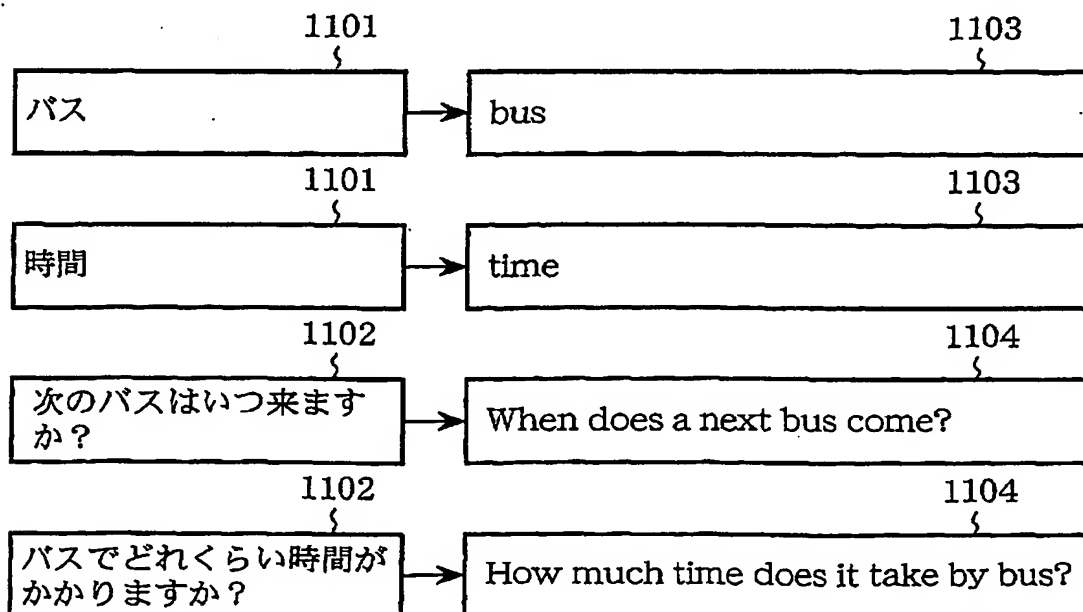 1101 1103
バス bus
1101 1103
時間 time
1102 1104
次のバスはいつ来ます
か？ When does a next bus come?
1102 1104
バスでどれくらい時間が
かかりますか？ How much time does it take by bus?